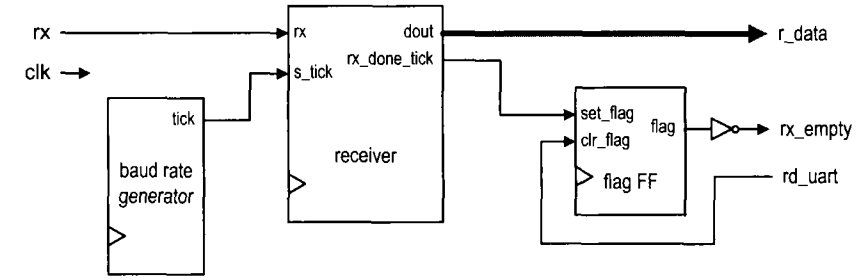 rx
clk
tick
baud rate
generator
rx
s_tick
dout
rx_done_tick
receiver
set_flag
clr_flag
flag
flag FF
r_data
rx_empty
rd_uart